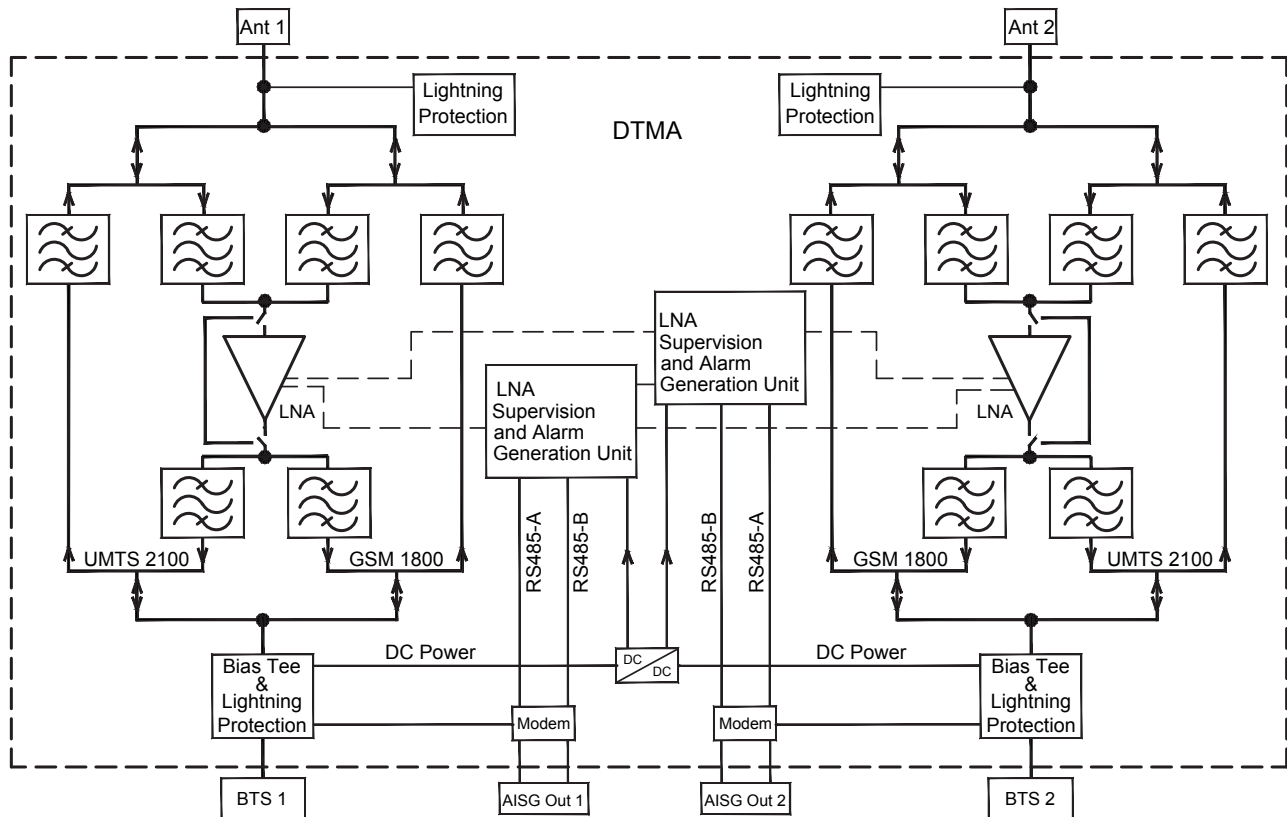 Ant 1
Ant 2
Lightning
Protection
Lightning
Protection
DTMA
LNA
Supervision
and Alarm
Generation Unit
LNA
Supervision
and Alarm
Generation Unit
LNA
LNA
UMTS 2100
GSM 1800
RS485-A
RS485-B
RS485-B
RS485-A
GSM 1800
UMTS 2100
DC Power
DC
DC
DC Power
Bias Tee
&
Lightning
Protection
Bias Tee
&
Lightning
Protection
Modem
Modem
BTS 1
AISG Out 1
AISG Out 2
BTS 2